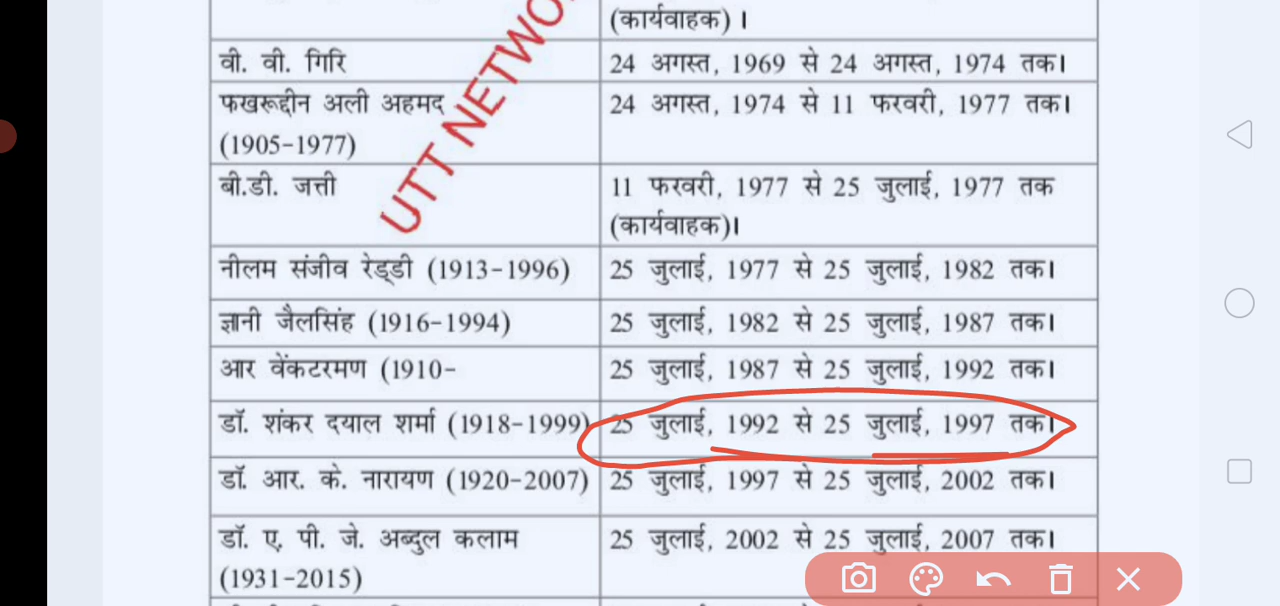 (कार्यवाहक) ।
वी. वी. गिरि
24 अगस्त, 1969 से 24 अगस्त, 1974 तक।
फखरूद्दीन अली अहमद
(1905-1977)
24 अगस्त, 1974 से 11 फरवरी, 1977 तक।
बी.डी. जत्ती
11 फरवरी, 1977 से 25 जुलाई, 1977 तक
(कार्यवाहक)।
नीलम संजीव रेड्डी (1913-1996)
25 जुलाई, 1977 से 25 जुलाई, 1982 तक।
ज्ञानी जैलसिंह (1916-1994)
25 जुलाई, 1982 से 25 जुलाई, 1987 तक।
आर वेंकटरमण (1910-
25 जुलाई, 1987 से 25 जुलाई, 1992 तक।
डॉ. शंकर दयाल शर्मा (1918-1999)
25 जुलाई, 1992 से 25 जुलाई, 1997 तक।
डॉ. आर. के. नारायण (1920-2007)
25 जुलाई, 1997 से 25 जुलाई, 2002 तक।
डॉ. ए. पी. जे. अब्दुल कलाम
(1931-2015)
25 जुलाई, 2002 से 25 जुलाई, 2007 तक।
UTT NETWO